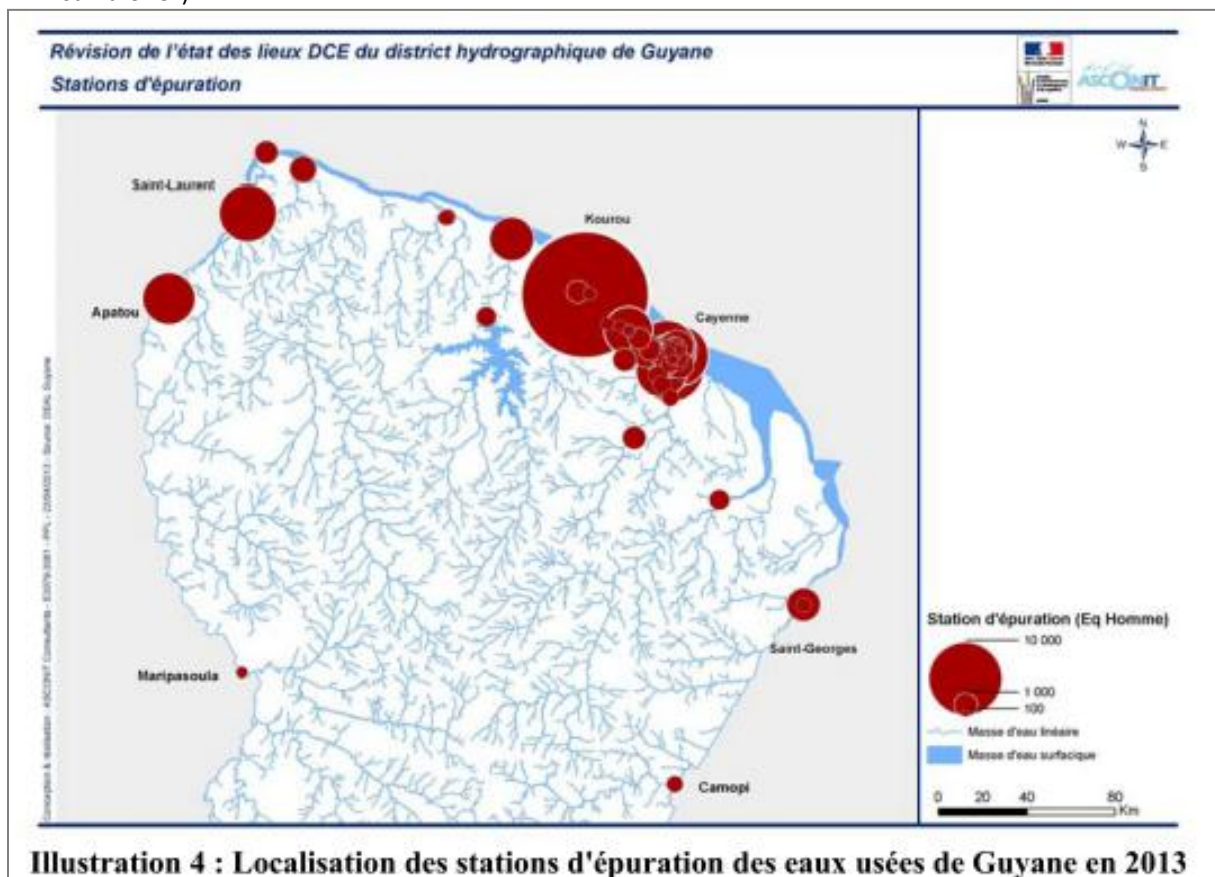 Révision de l'état des lieux DCE du district hydrographique de Guyane
Stations d'épuration
ASCONIT
N
W E
S
Saint-Laurent
Kourou
Apatou
Cayenne
Saint-Georges
Maripasoula
Camopi
Station d'épuration (Eq Homme)
10 000
1 000
100
Masse d'eau linéaire
Masse d'eau surfacique
0 20 40 80
Km
Illustration 4 : Localisation des stations d'épuration des eaux usées de Guyane en 2013